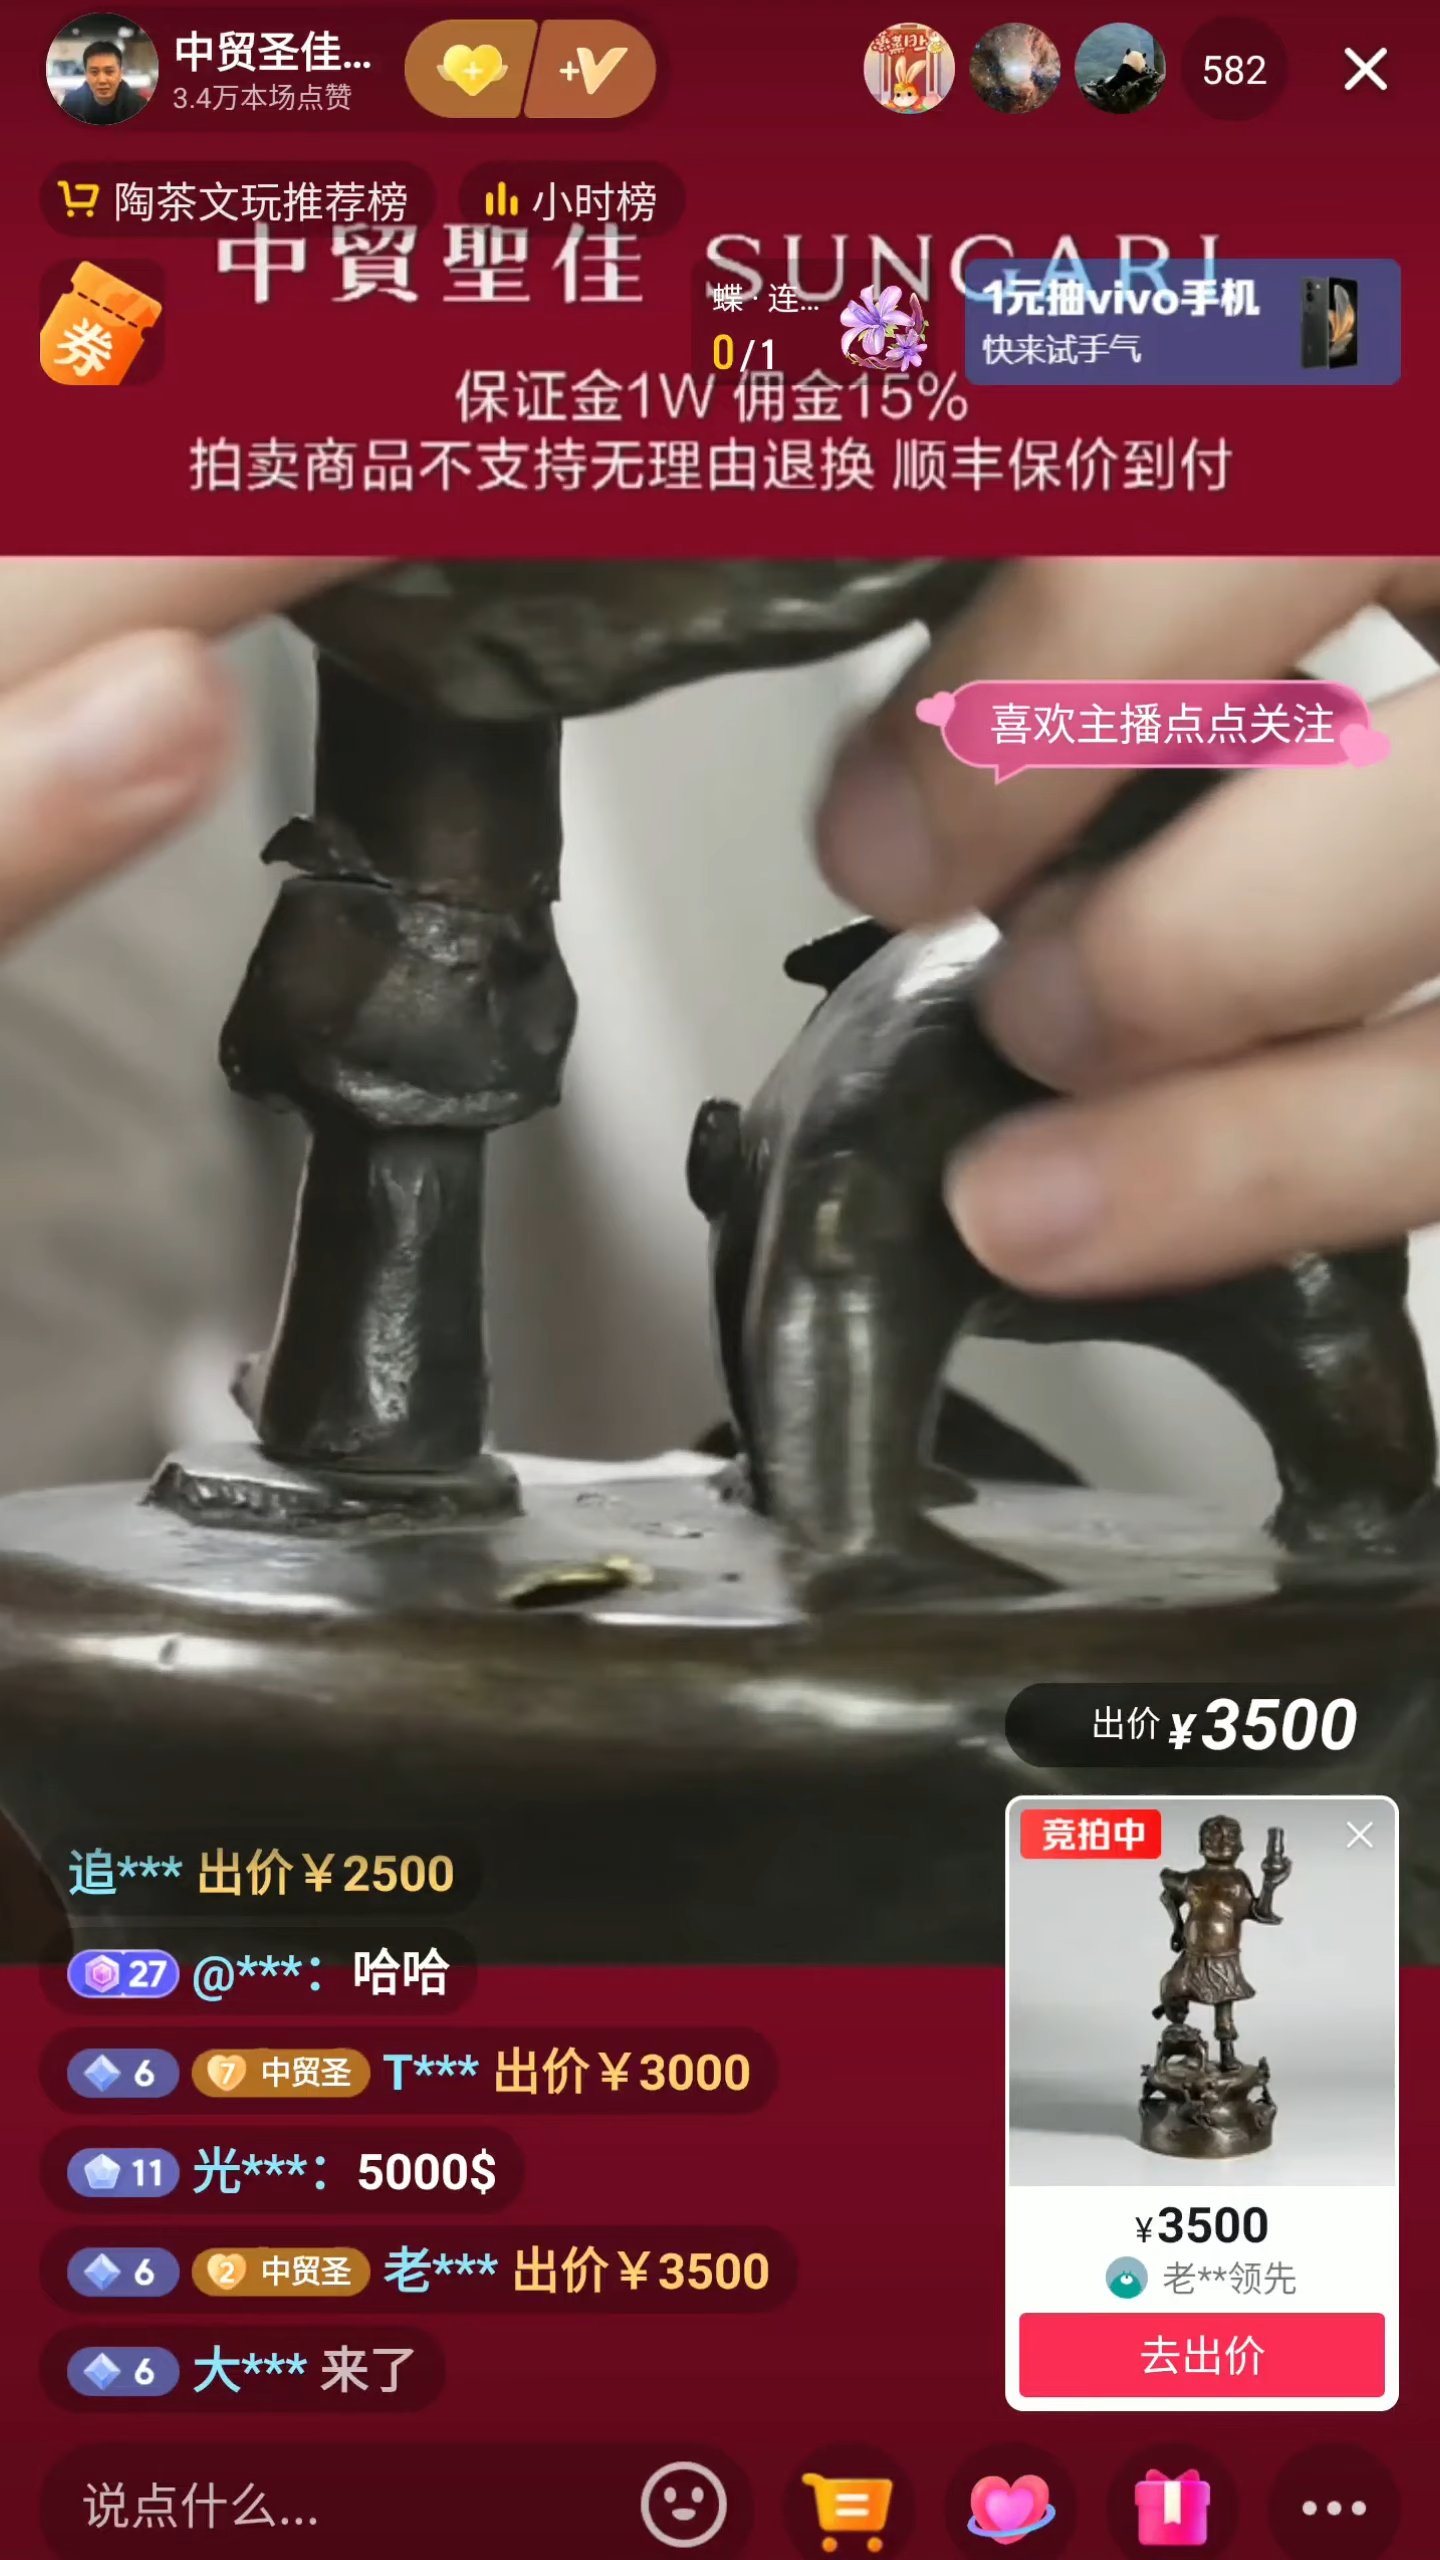 中贸圣佳...
3.4万本场点赞
+V
582
陶茶文玩推荐榜
小时榜
中貿聖佳 SUNGARI
券
蝶·连...
0/1
1元抽vivo手机
快来试手气
保证金1W 佣金15%
拍卖商品不支持无理由退换 顺丰保价到付
喜欢主播点点关注
出价 ¥3500
追*** 出价¥2500
27 @***：哈哈
6 7 中贸圣 T*** 出价¥3000
11 光***：5000$
6 2 中贸圣 老*** 出价¥3500
6 大*** 来了
竞拍中
¥3500
老**领先
去出价
说点什么...